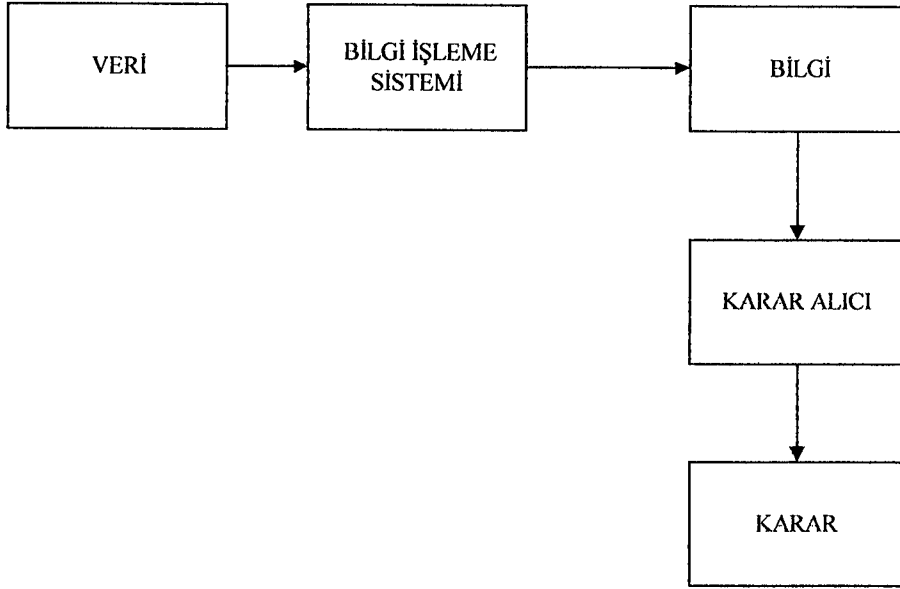 VERİ
BİLGİ İŞLEME
SİSTEMİ
BİLGİ
KARAR ALICI
KARAR